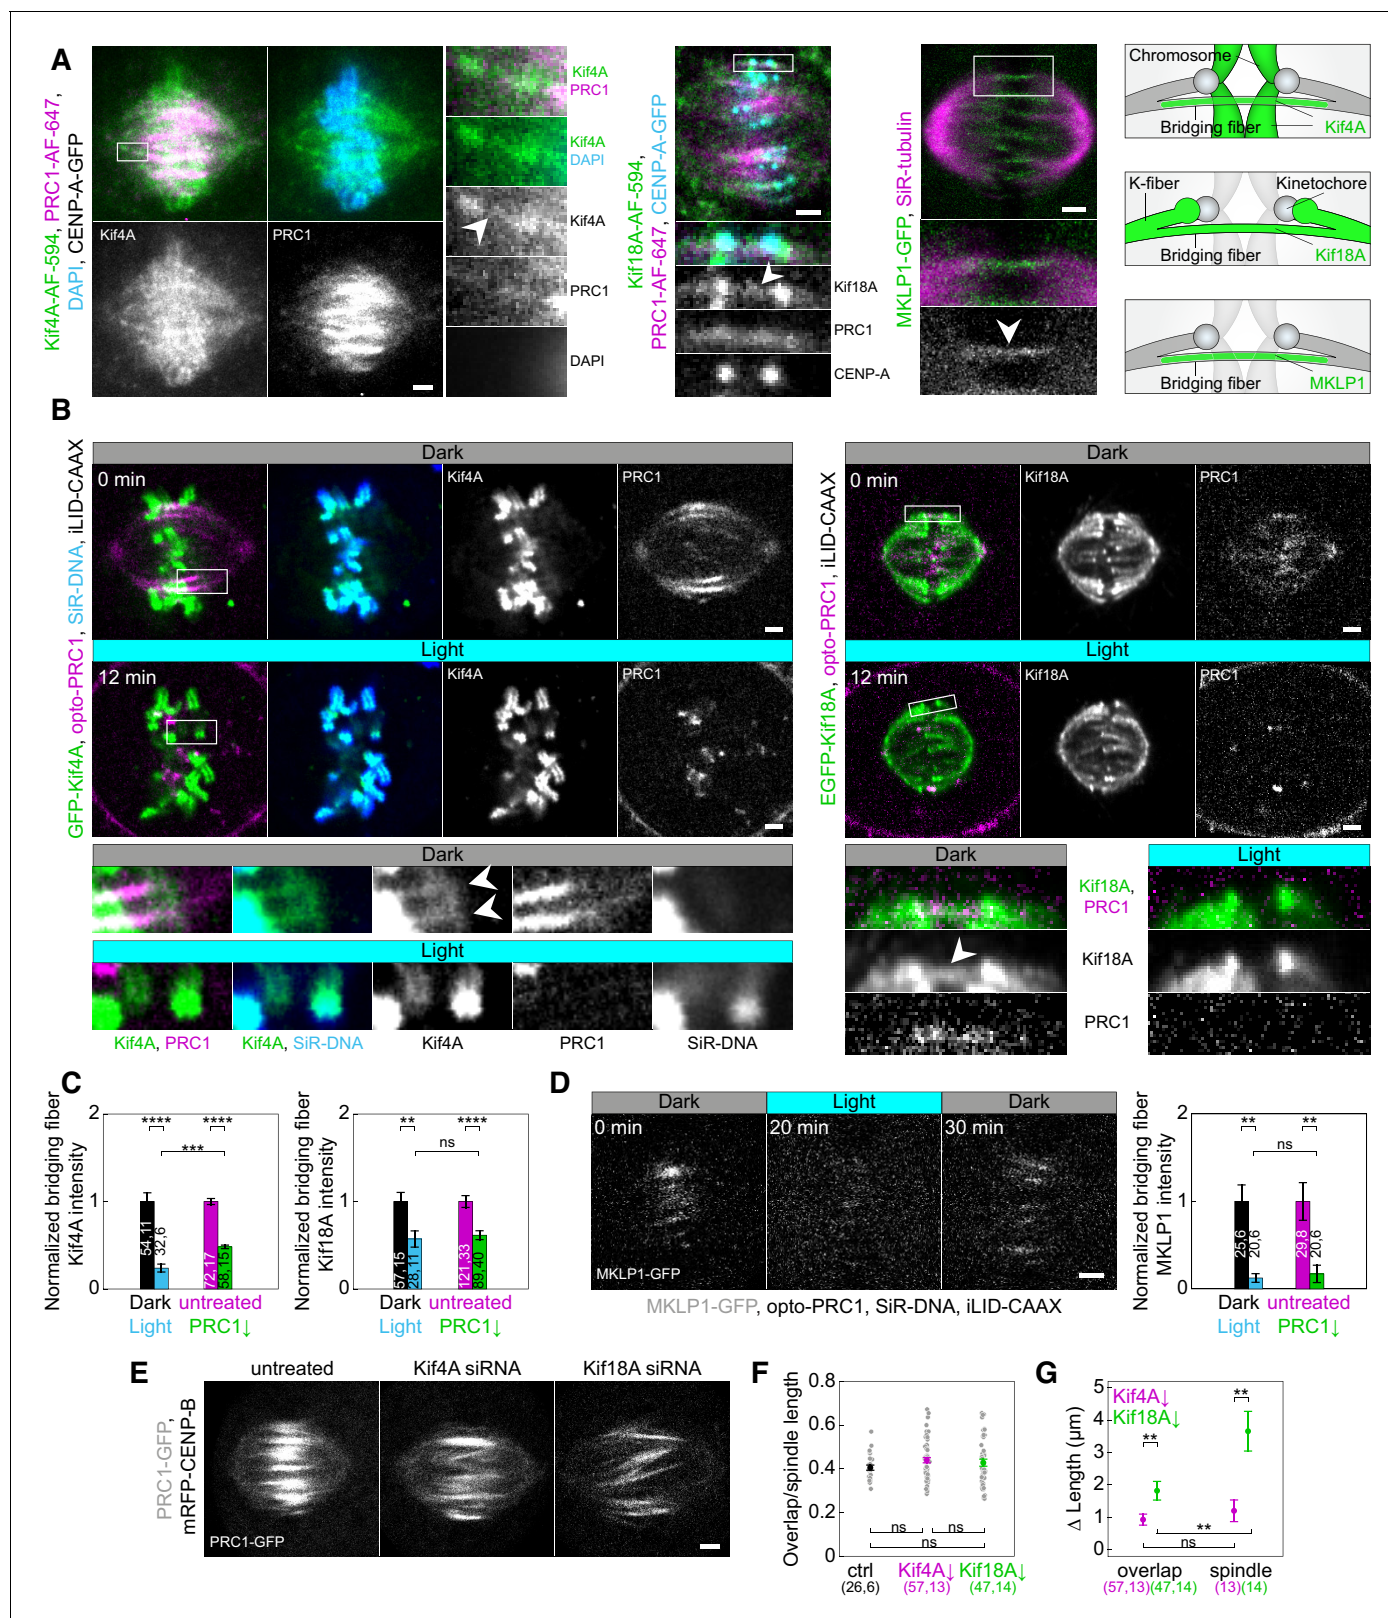 A
Kif4A-AF-594, PRC1-AF-647,
DAPI, CENP-A-GFP
Kif4A
PRC1
Kif4A
PRC1
Kif4A
DAPI
Kif4A
PRC1
DAPI
Kif18A-AF-594,
PRC1-AF-647, CENP-A-GFP
Kif18A
PRC1
CENP-A
MKLP1-GFP, SiR-tubulin
Chromosome
Bridging fiber
Kif4A
K-fiber
Kinetochore
Bridging fiber
Kif18A
Bridging fiber
MKLP1
B
GFP-Kif4A, opto-PRC1, SiR-DNA, iLID-CAAX
Dark
0 min
Kif4A
PRC1
Light
12 min
Kif4A
PRC1
Dark
Light
Kif4A, PRC1
Kif4A, SiR-DNA
Kif4A
PRC1
SiR-DNA
EGFP-Kif18A, opto-PRC1, iLID-CAAX
Dark
0 min
Kif18A
PRC1
Light
12 min
Kif18A
PRC1
Dark
Light
Kif18A,
PRC1
Kif18A
PRC1
C
Normalized bridging fiber
Kif4A intensity
2
1
0
****
****
***
54,11
32,6
72,17
58,15
Dark
untreated
Light
PRC1↓
Normalized bridging fiber
Kif18A intensity
2
1
0
**
****
ns
57,15
28,11
121,33
89,40
Dark
untreated
Light
PRC1↓
D
Dark
Light
Dark
0 min
20 min
30 min
MKLP1-GFP
MKLP1-GFP, opto-PRC1, SiR-DNA, iLID-CAAX
Normalized bridging fiber
MKLP1 intensity
2
1
0
**
**
ns
25,6
20,6
29,8
20,6
Dark
untreated
Light
PRC1↓
E
PRC1-GFP,
mRFP-CENP-B
untreated
Kif4A siRNA
Kif18A siRNA
PRC1-GFP
F
Overlap/spindle length
0.8
0.6
0.4
0.2
0
ns
ns
ns
ctrl
Kif4A↓
Kif18A↓
(26,6)
(57,13)
(47,14)
G
Δ Length (μm)
5
4
3
2
1
0
Kif4A↓
Kif18A↓
**
**
**
ns
overlap
spindle
(57,13)(47,14)
(13)(14)